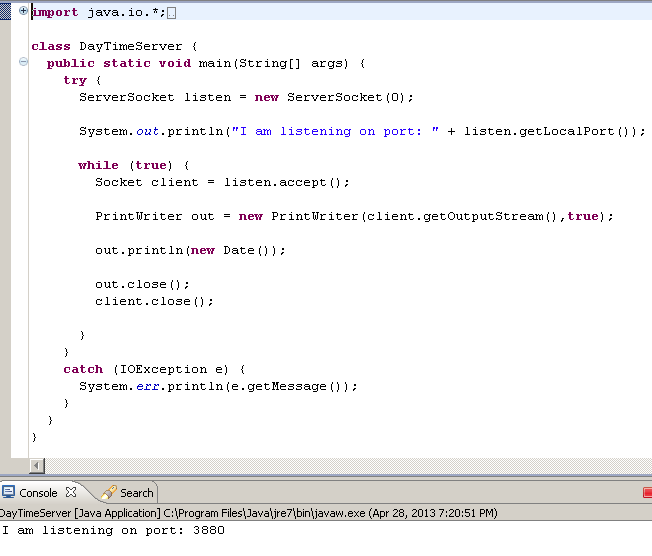 import java.io.*;
class DayTimeServer {
public static void main(String[] args) {
try {
ServerSocket listen = new ServerSocket(0);
System.out.println("I am listening on port: " + listen.getLocalPort());
while (true) {
Socket client = listen.accept();
PrintWriter out = new PrintWriter(client.getOutputStream(),true);
out.println(new Date());
out.close();
client.close();
}
}
catch (IOException e) {
System.err.println(e.getMessage());
}
}
}
Console Search
DayTimeServer [Java Application] C:\Program Files\Java\jre7\bin\javaw.exe (Apr 28, 2013 7:20:51 PM)
I am listening on port: 3880